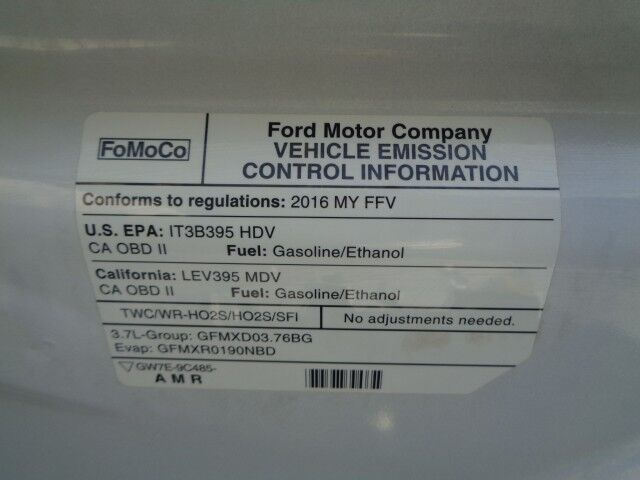 FoMoCo
Ford Motor Company
VEHICLE EMISSION
CONTROL INFORMATION
Conforms to regulations: 2016 MY FFV
U.S. EPA: IT3B395 HDV
CA OBD II Fuel: Gasoline/Ethanol
California: LEV395 MDV
CA OBD II Fuel: Gasoline/Ethanol
TWC/WR-HO2S/HO2S/SFI No adjustments needed.
3.7L-Group: GFMXD03.76BG
Evap: GFMXR0190NBD
GW7E-9C485-
AMR